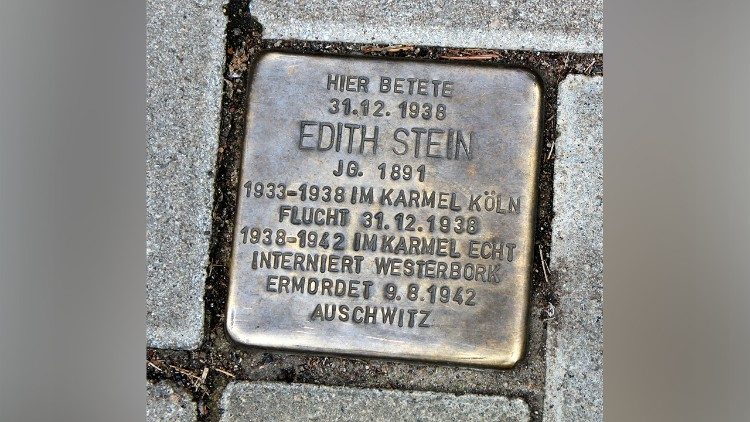 HIER BETETE
31.12.1938
EDITH STEIN
JG. 1891
1933-1938 IM KARMEL KÖLN
FLUCHT 31.12.1938
1938-1942 IM KARMEL ECHT
INTERNIERT WESTERBORK
ERMORDET 9.8.1942
AUSCHWITZ